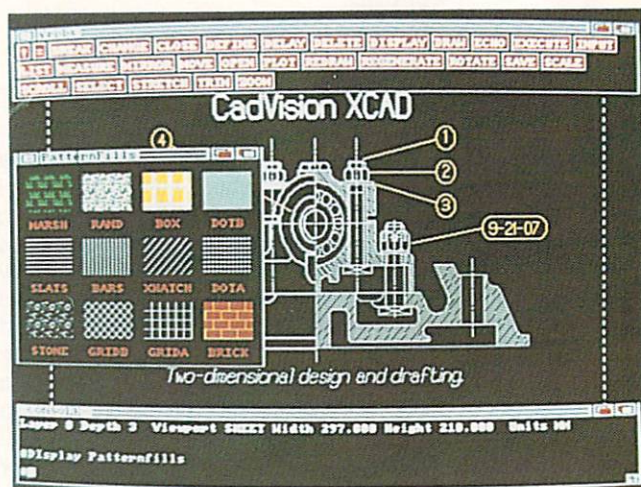 VERBS
? = BREAK CHANGE CLOSE DEFINE DELAY DELETE DISPLAY DRAW ECHO EXECUTE INPUT
LIST MEASURE MIRROR MOVE OPEN PLOT REDRAW REGENERATE ROTATE SAVE SCALE
SCROLL SELECT STRETCH TRIM ZOOM
CadVision XCAD
4
1
2
3
9-21-07
PatternFills
MARSH RAND BOX DOTB
SLATS BARS XHATCH DOTA
STONE GRIDB GRIDA BRICK
Two-dimensional design and drafting.
CONSOLE
Layer 0 Depth 3 Viewport SHEET Width 297.000 Height 210.000 Units MM
@DIsplay Patternfills